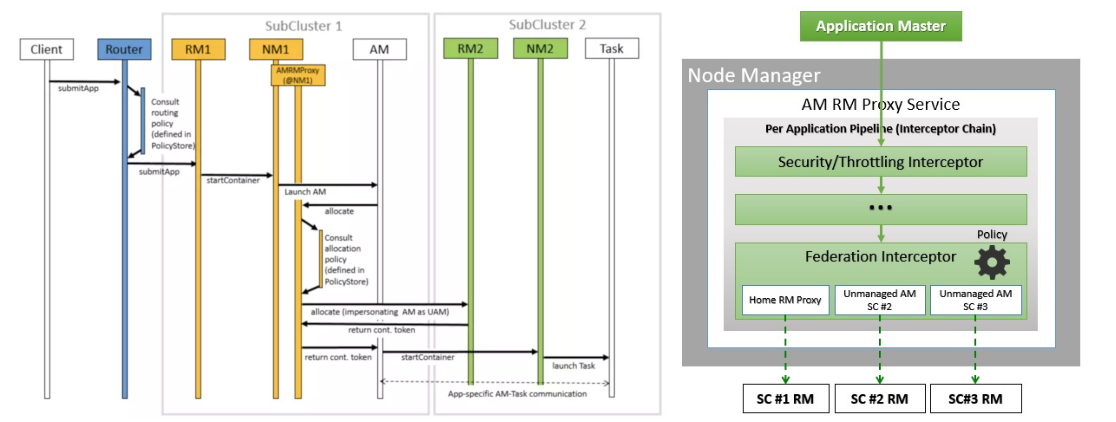 SubCluster 1
SubCluster 2
Client
Router
RM1
NM1
AM
RM2
NM2
Task
AMRMProxy
(@NM1)
submitApp
Consult
routing
policy
(defined in
PolicyStore)
submitApp
startContainer
Launch AM
allocate
Consult
allocation
policy
(defined in
PolicyStore)
allocate (impersonating AM as UAM)
return cont. token
return cont. token
startContainer
launch Task
App-specific AM-Task communication
Application Master
Node Manager
AM RM Proxy Service
Per Application Pipeline (Interceptor Chain)
Security/Throttling Interceptor
...
Policy
Federation Interceptor
Home RM Proxy
Unmanaged AM
SC #2
Unmanaged AM
SC #3
SC #1 RM
SC #2 RM
SC#3 RM